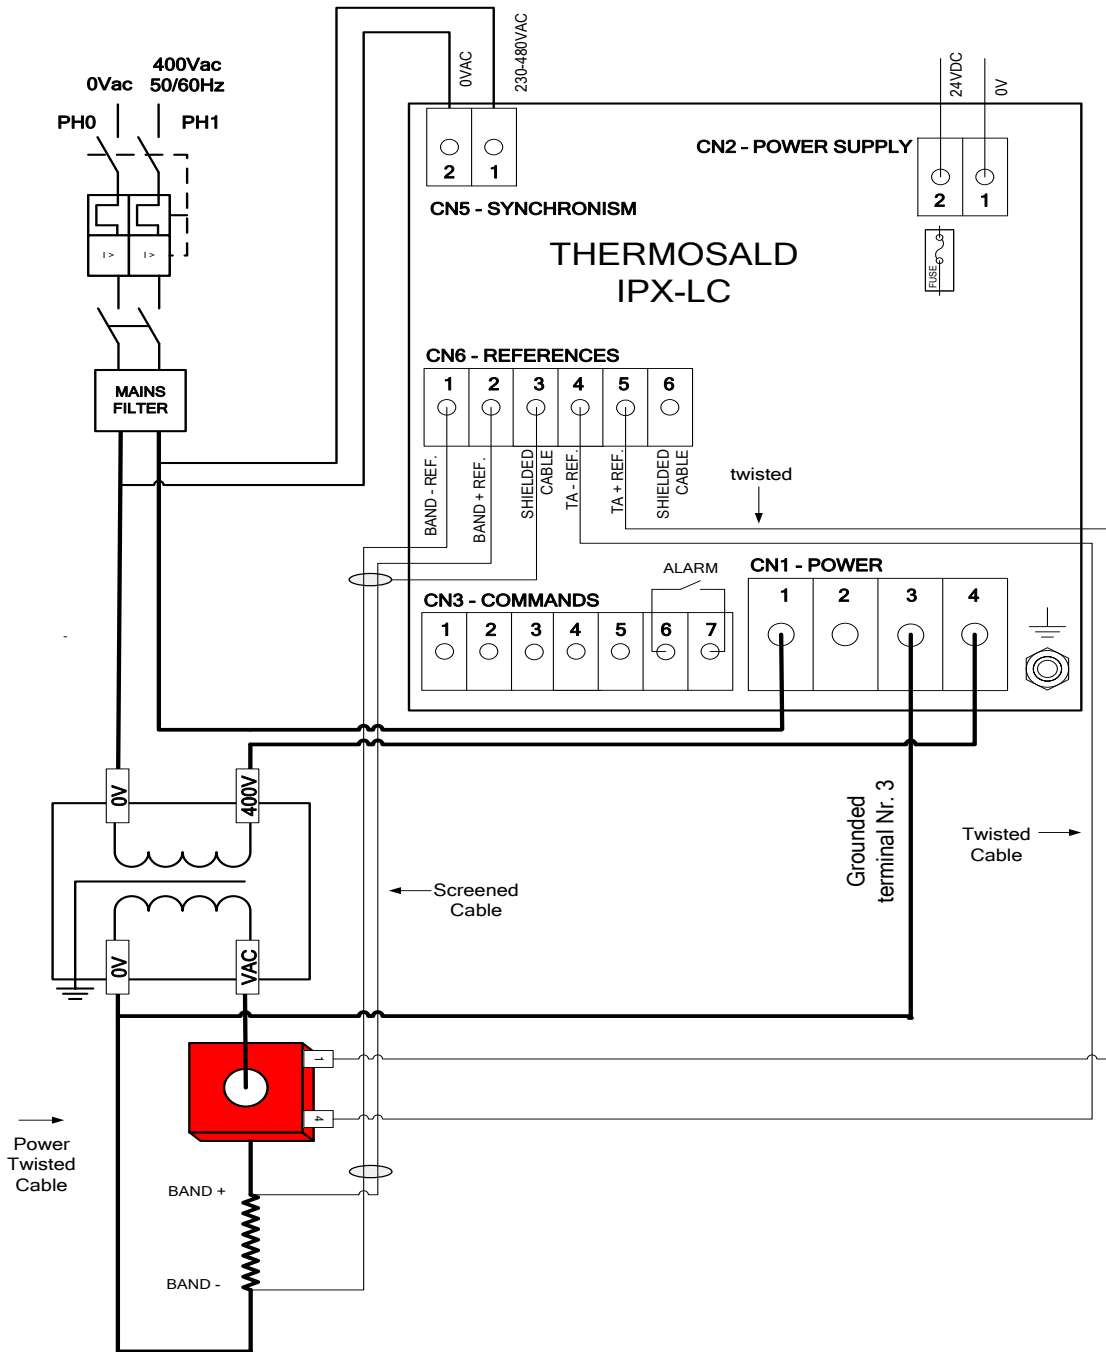 400Vac
0Vac 50/60Hz
PH0
PH1
I >
I >
MAINS
FILTER
0VAC
230-480VAC
24VDC
0V
CN2 - POWER SUPPLY
2
1
FUSE
2
1
CN5 - SYNCHRONISM
THERMOSALD
IPX-LC
CN6 - REFERENCES
1 2 3 4 5 6
BAND - REF.
BAND + REF.
SHIELDED
CABLE
TA - REF.
TA + REF.
SHIELDED
CABLE
twisted
ALARM
CN3 - COMMANDS
1 2 3 4 5 6 7
CN1 - POWER
1 2 3 4
0V
400V
Grounded
terminal Nr. 3
Twisted
Cable
Screened
Cable
0V
VAC
1
4
Power
Twisted
Cable
BAND +
BAND -